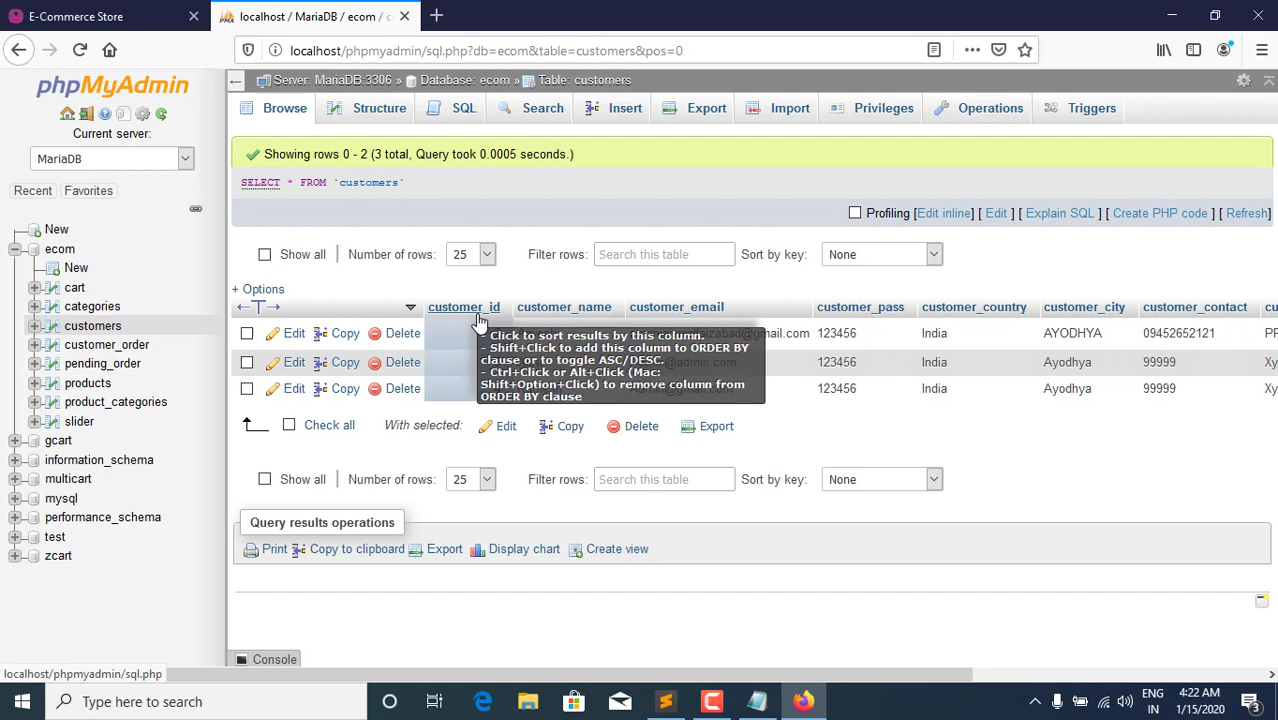 E-Commerce Store
localhost / MariaDB / ecom / c
localhost/phpmyadmin/sql.php?db=ecom&table=customers&pos=0
phpMyAdmin
Current server:
MariaDB
Recent Favorites
New
ecom
New
cart
categories
customers
customer_order
pending_order
products
product_categories
slider
gcart
information_schema
multicart
mysql
performance_schema
test
zcart
Server: MariaDB:3306 » Database: ecom » Table: customers
Browse Structure SQL Search Insert Export Import Privileges Operations Triggers
Showing rows 0 - 2 (3 total, Query took 0.0005 seconds.)
SELECT * FROM `customers`
Profiling [Edit inline] [ Edit ] [ Explain SQL ] [ Create PHP code ] [ Refresh]
Show all Number of rows: 25 Filter rows: Search this table Sort by key: None
+ Options
customer_id customer_name customer_email customer_pass customer_country customer_city customer_contact
Edit Copy Delete @gmail.com 123456 India AYODHYA 09452652121
Edit Copy Delete 123456 India Ayodhya 99999
Edit Copy Delete 123456 India Ayodhya 99999
- Click to sort results by this column.
- Shift+Click to add this column to ORDER BY
clause or to toggle ASC/DESC.
- Ctrl+Click or Alt+Click (Mac:
Shift+Option+Click) to remove column from
ORDER BY clause
Check all With selected: Edit Copy Delete Export
Show all Number of rows: 25 Filter rows: Search this table Sort by key: None
Query results operations
Print Copy to clipboard Export Display chart Create view
Console
localhost/phpmyadmin/sql.php
Type here to search
ENG
IN
4:22 AM
1/15/2020
3